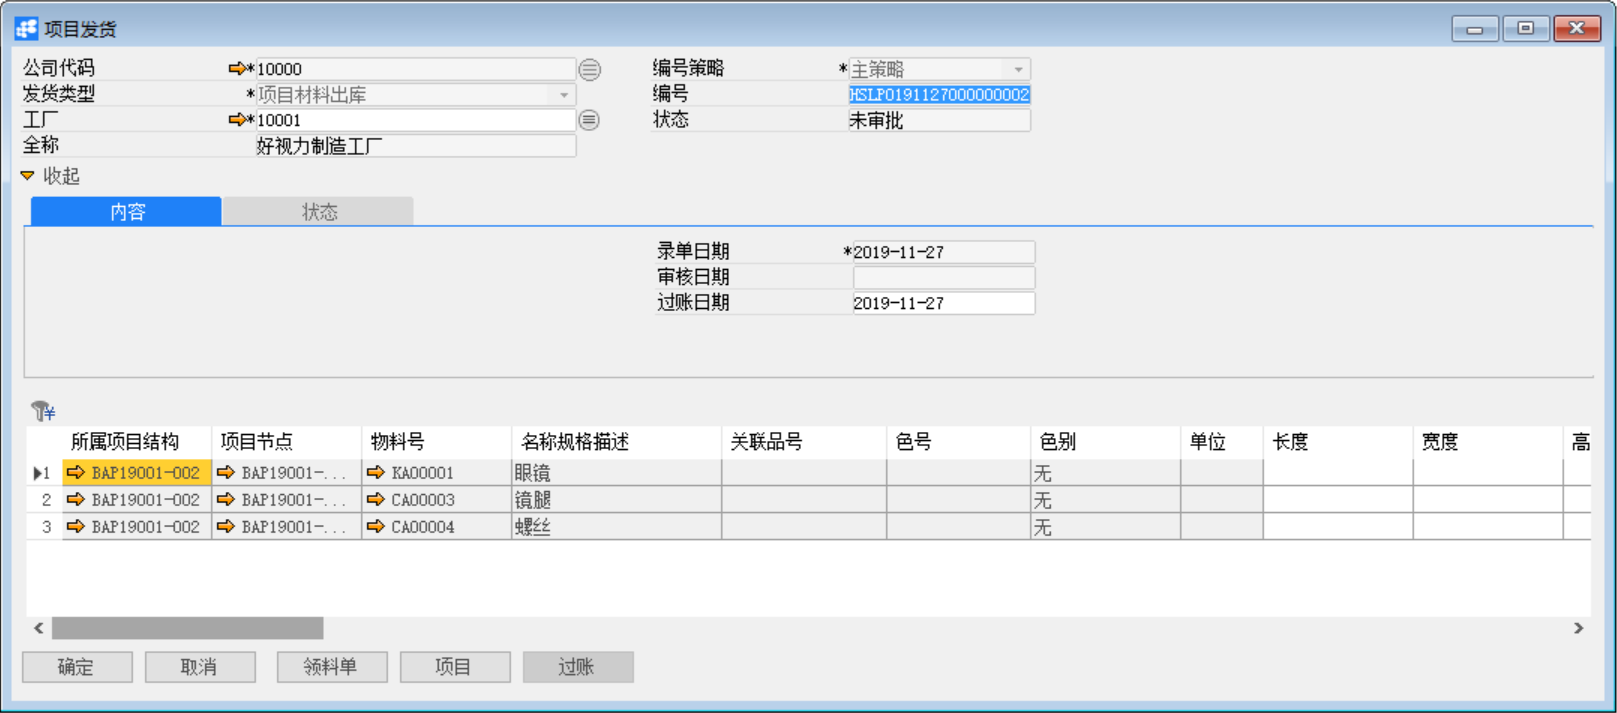 项目发货
公司代码 *10000 编号策略 *主策略
发货类型 *项目材料出库 编号 HSLP0191127000000002
工厂 *10001 状态 未审批
全称 好视力制造工厂
收起
内容 状态
录单日期 *2019-11-27
审核日期
过账日期 2019-11-27
所属项目结构 项目节点 物料号 名称规格描述 关联品号 色号 色别 单位 长度 宽度 高
1 BAP19001-002 BAP19001-... KA00001 眼镜 无
2 BAP19001-002 BAP19001-... CA00003 镜腿 无
3 BAP19001-002 BAP19001-... CA00004 螺丝 无
确定 取消 领料单 项目 过账